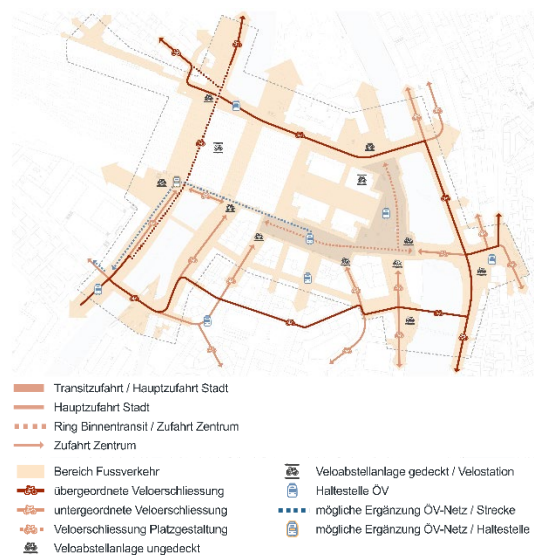 Transitzufahrt / Hauptzufahrt Stadt
Hauptzufahrt Stadt
Ring Binnentransit / Zufahrt Zentrum
Zufahrt Zentrum
Bereich Fussverkehr
übergeordnete Veloerschliessung
untergeordnete Veloerschliessung
Veloerschliessung Platzgestaltung
Veloabstellanlage ungedeckt
Veloabstellanlage gedeckt / Velostation
Haltestelle ÖV
mögliche Ergänzung ÖV-Netz / Strecke
mögliche Ergänzung ÖV-Netz / Haltestelle